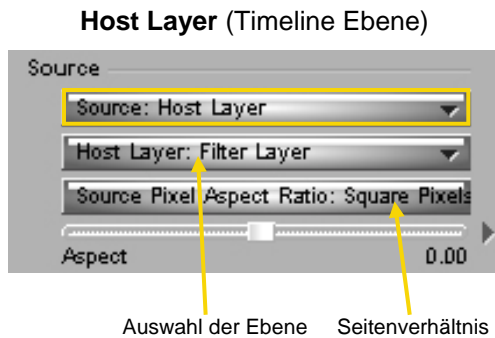 Host Layer (Timeline Ebene)
Source
Source: Host Layer
Host Layer: Filter Layer
Source Pixel Aspect Ratio: Square Pixels
Aspect 0.00
Auswahl der Ebene Seitenverhältnis